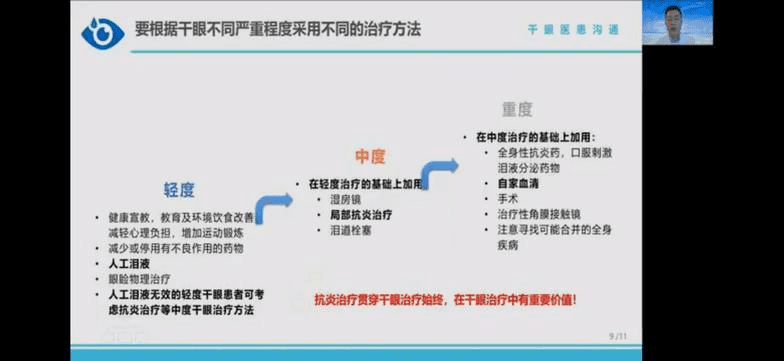 要根据干眼不同严重程度采用不同的治疗方法
干眼医患沟通
重度
• 在中度治疗的基础上加用：
• 全身性抗炎药，口服刺激
泪液分泌药物
• 自家血清
• 手术
• 治疗性角膜接触镜
• 注意寻找可能合并的全身
疾病
中度
• 在轻度治疗的基础上加用
• 湿房镜
• 局部抗炎治疗
• 泪道栓塞
轻度
• 健康宣教，教育及环境饮食改善
减轻心理负担，增加运动锻炼
• 减少或停用有不良作用的药物
• 人工泪液
• 眼睑物理治疗
• 人工泪液无效的轻度干眼患者可考
虑抗炎治疗等中度干眼治疗方法
抗炎治疗贯穿干眼治疗始终，在干眼治疗中有重要价值！
9 /11